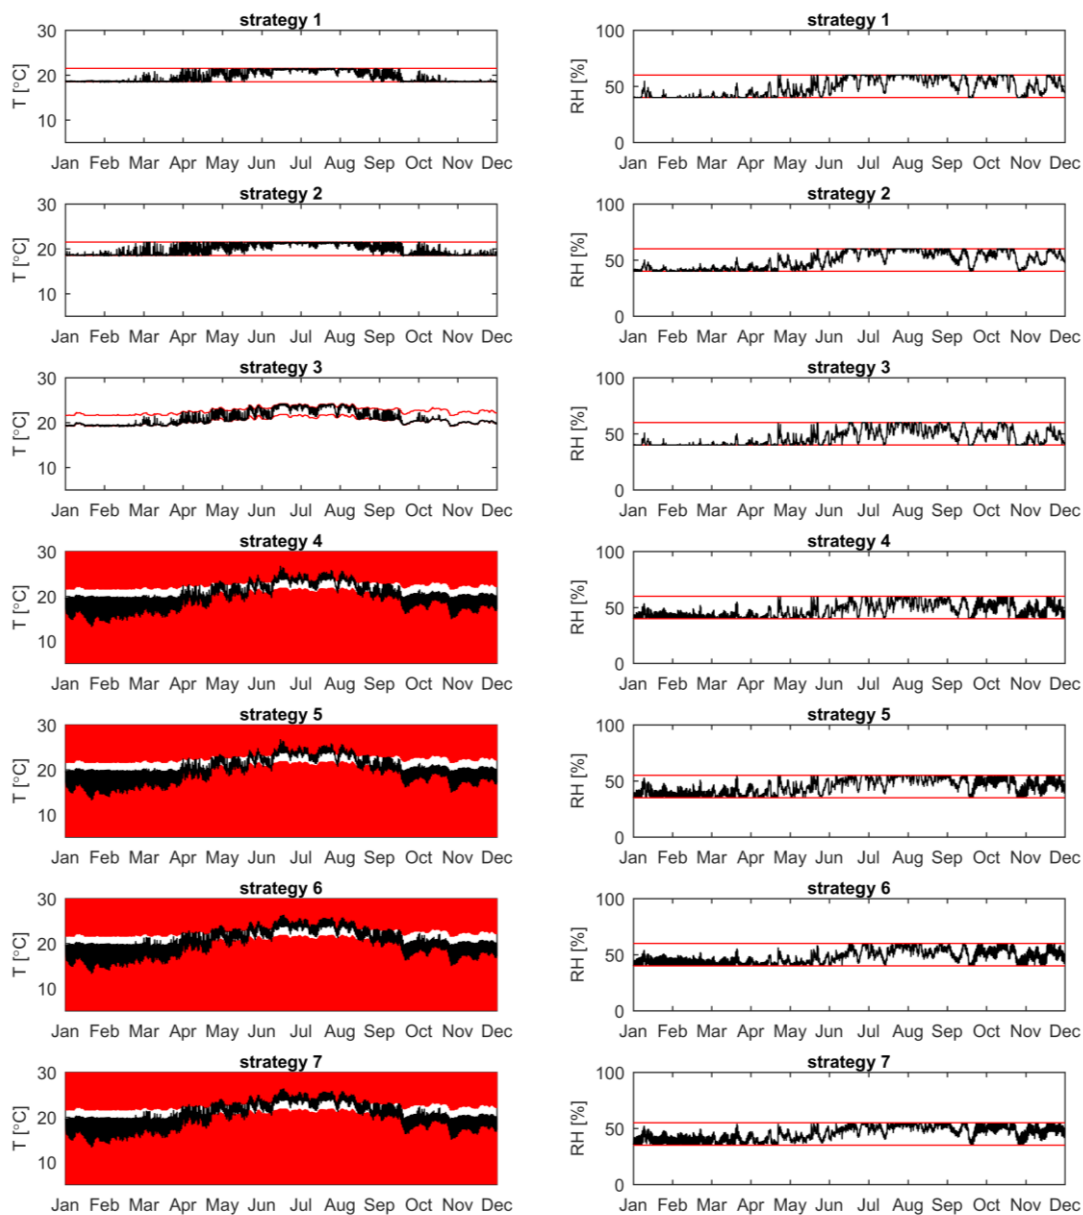 strategy 1
30
20
10
T [°C]
Jan Feb Mar Apr May Jun Jul Aug Sep Oct Nov Dec
strategy 1
100
50
0
RH [%]
Jan Feb Mar Apr May Jun Jul Aug Sep Oct Nov Dec
strategy 2
30
20
10
T [°C]
Jan Feb Mar Apr May Jun Jul Aug Sep Oct Nov Dec
strategy 2
100
50
0
RH [%]
Jan Feb Mar Apr May Jun Jul Aug Sep Oct Nov Dec
strategy 3
30
20
10
T [°C]
Jan Feb Mar Apr May Jun Jul Aug Sep Oct Nov Dec
strategy 3
100
50
0
RH [%]
Jan Feb Mar Apr May Jun Jul Aug Sep Oct Nov Dec
strategy 4
30
20
10
T [°C]
Jan Feb Mar Apr May Jun Jul Aug Sep Oct Nov Dec
strategy 4
100
50
0
RH [%]
Jan Feb Mar Apr May Jun Jul Aug Sep Oct Nov Dec
strategy 5
30
20
10
T [°C]
Jan Feb Mar Apr May Jun Jul Aug Sep Oct Nov Dec
strategy 5
100
50
0
RH [%]
Jan Feb Mar Apr May Jun Jul Aug Sep Oct Nov Dec
strategy 6
30
20
10
T [°C]
Jan Feb Mar Apr May Jun Jul Aug Sep Oct Nov Dec
strategy 6
100
50
0
RH [%]
Jan Feb Mar Apr May Jun Jul Aug Sep Oct Nov Dec
strategy 7
30
20
10
T [°C]
Jan Feb Mar Apr May Jun Jul Aug Sep Oct Nov Dec
strategy 7
100
50
0
RH [%]
Jan Feb Mar Apr May Jun Jul Aug Sep Oct Nov Dec